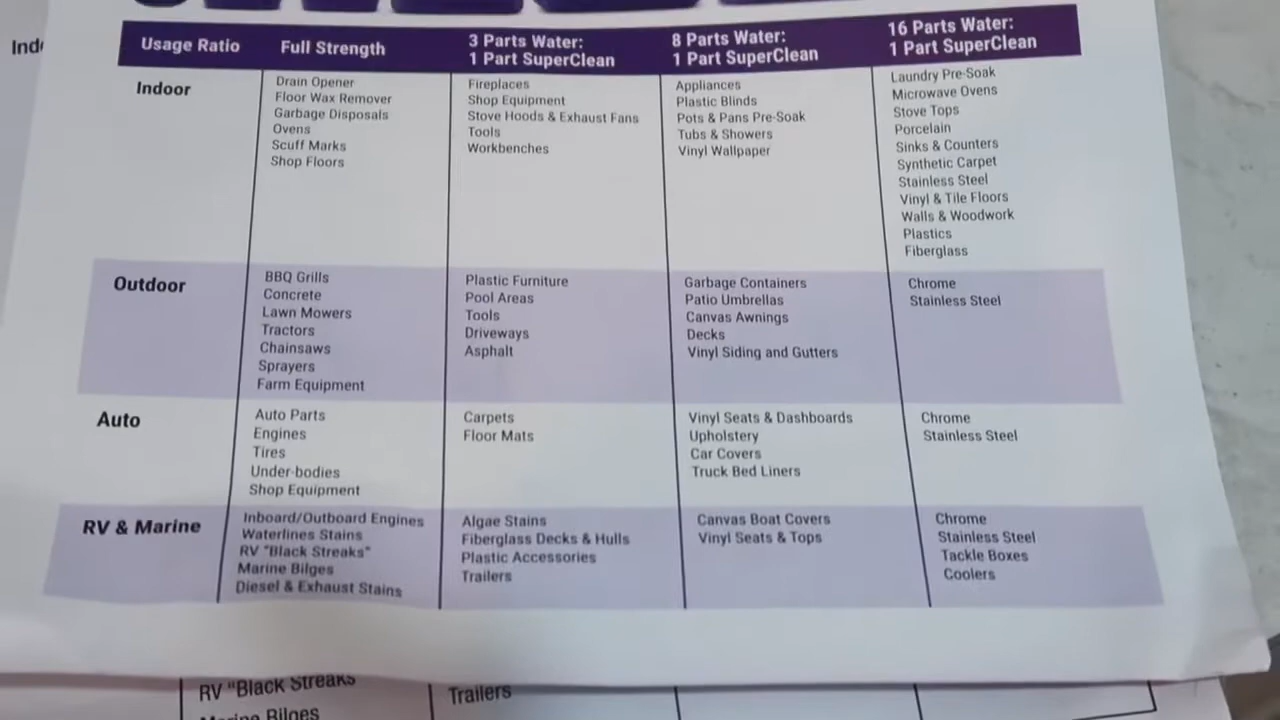 Usage Ratio
Full Strength
3 Parts Water:
1 Part SuperClean
8 Parts Water:
1 Part SuperClean
16 Parts Water:
1 Part SuperClean
Indoor
Drain Opener
Floor Wax Remover
Garbage Disposals
Ovens
Scuff Marks
Shop Floors
Fireplaces
Shop Equipment
Stove Hoods & Exhaust Fans
Tools
Workbenches
Appliances
Plastic Blinds
Pots & Pans Pre-Soak
Tubs & Showers
Vinyl Wallpaper
Laundry Pre-Soak
Microwave Ovens
Stove Tops
Porcelain
Sinks & Counters
Synthetic Carpet
Stainless Steel
Vinyl & Tile Floors
Walls & Woodwork
Plastics
Fiberglass
Outdoor
BBQ Grills
Concrete
Lawn Mowers
Tractors
Chainsaws
Sprayers
Farm Equipment
Plastic Furniture
Pool Areas
Tools
Driveways
Asphalt
Garbage Containers
Patio Umbrellas
Canvas Awnings
Decks
Vinyl Siding and Gutters
Chrome
Stainless Steel
Auto
Auto Parts
Engines
Tires
Under-bodies
Shop Equipment
Carpets
Floor Mats
Vinyl Seats & Dashboards
Upholstery
Car Covers
Truck Bed Liners
Chrome
Stainless Steel
RV & Marine
Inboard/Outboard Engines
Waterlines Stains
RV "Black Streaks"
Marine Bilges
Diesel & Exhaust Stains
Algae Stains
Fiberglass Decks & Hulls
Plastic Accessories
Trailers
Canvas Boat Covers
Vinyl Seats & Tops
Chrome
Stainless Steel
Tackle Boxes
Coolers
RV "Black Streaks
Marine Bilges
Trailers